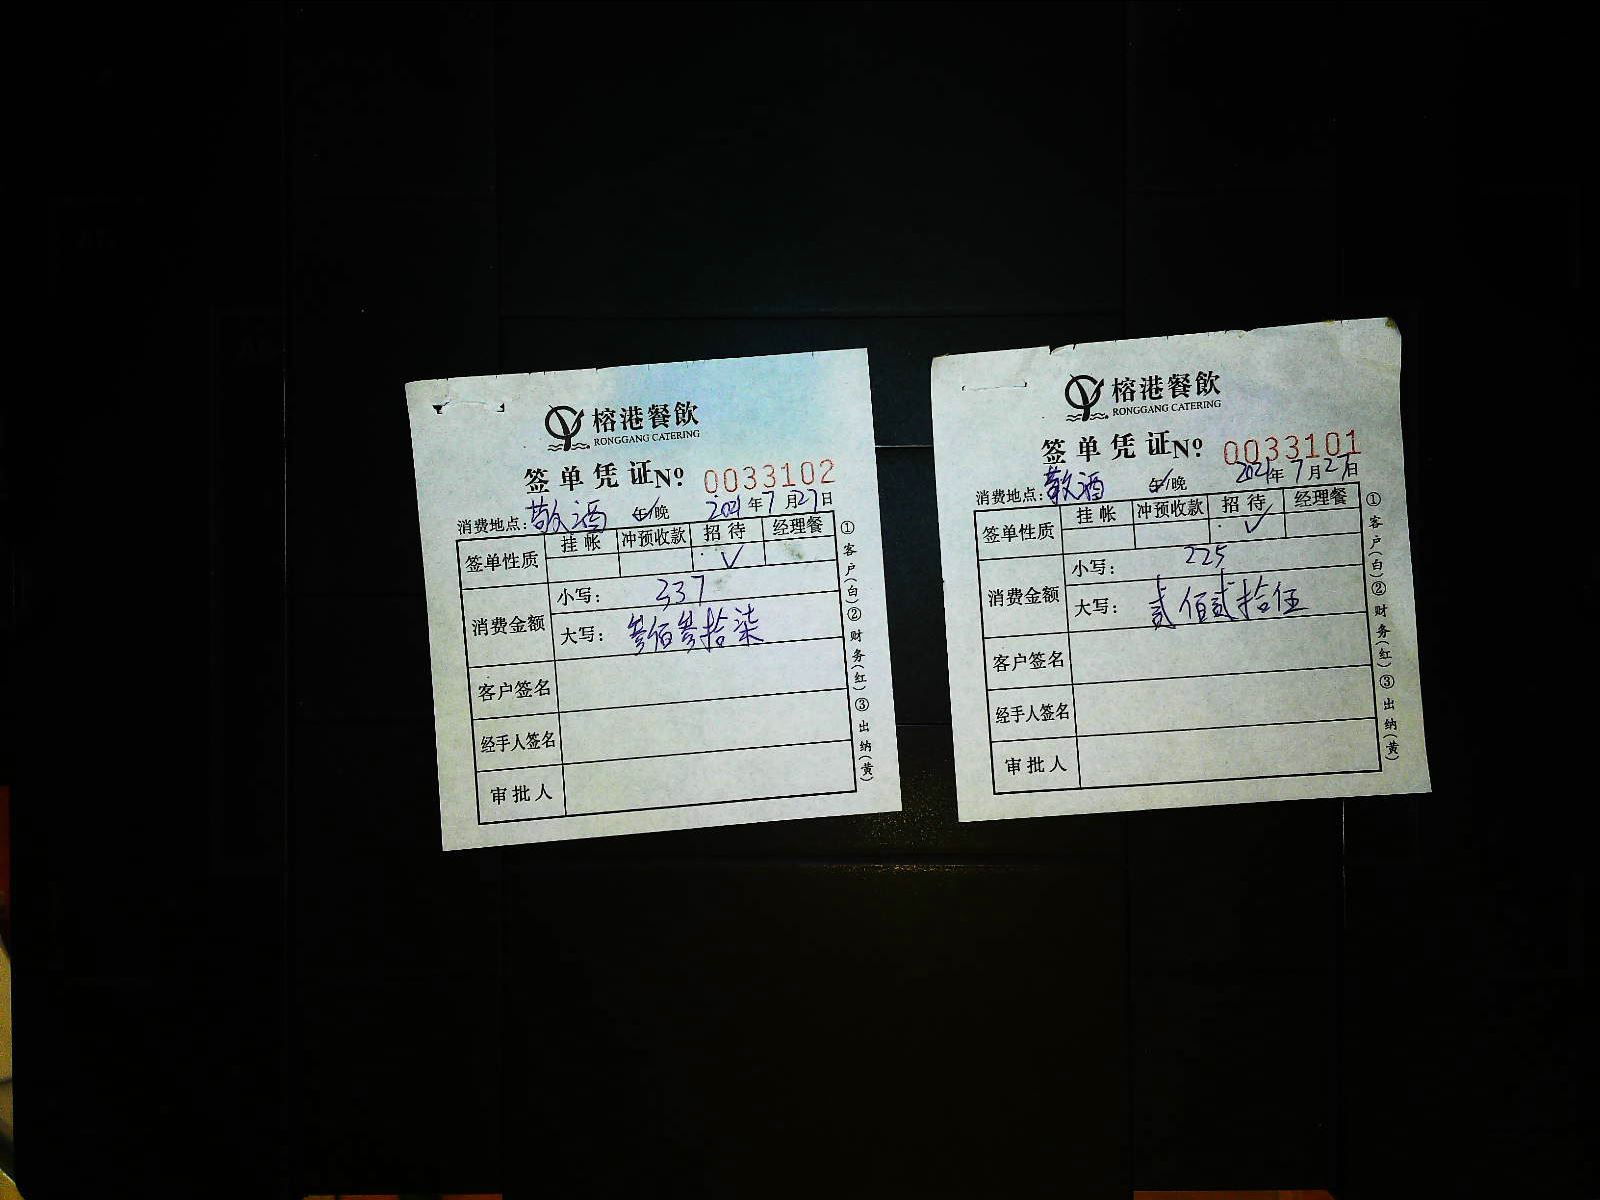 榕港餐飲
RONGGANG CATERING
签单凭证No 0033102
消费地点: 敬酒 午/晚 2021年7月27日
签单性质 挂帐 冲预收款 招待 经理餐
✓
消费金额 小写: 337
大写: 叁佰叁拾柒
客户签名
经手人签名
审批人
①客户(白)②财务(红)③出纳(黄)
榕港餐飲
RONGGANG CATERING
签单凭证No 0033101
消费地点: 敬酒 午/晚 2021年7月27日
签单性质 挂帐 冲预收款 招待 经理餐
✓
消费金额 小写: 225
大写: 贰佰贰拾伍
客户签名
经手人签名
审批人
①客户(白)②财务(红)③出纳(黄)